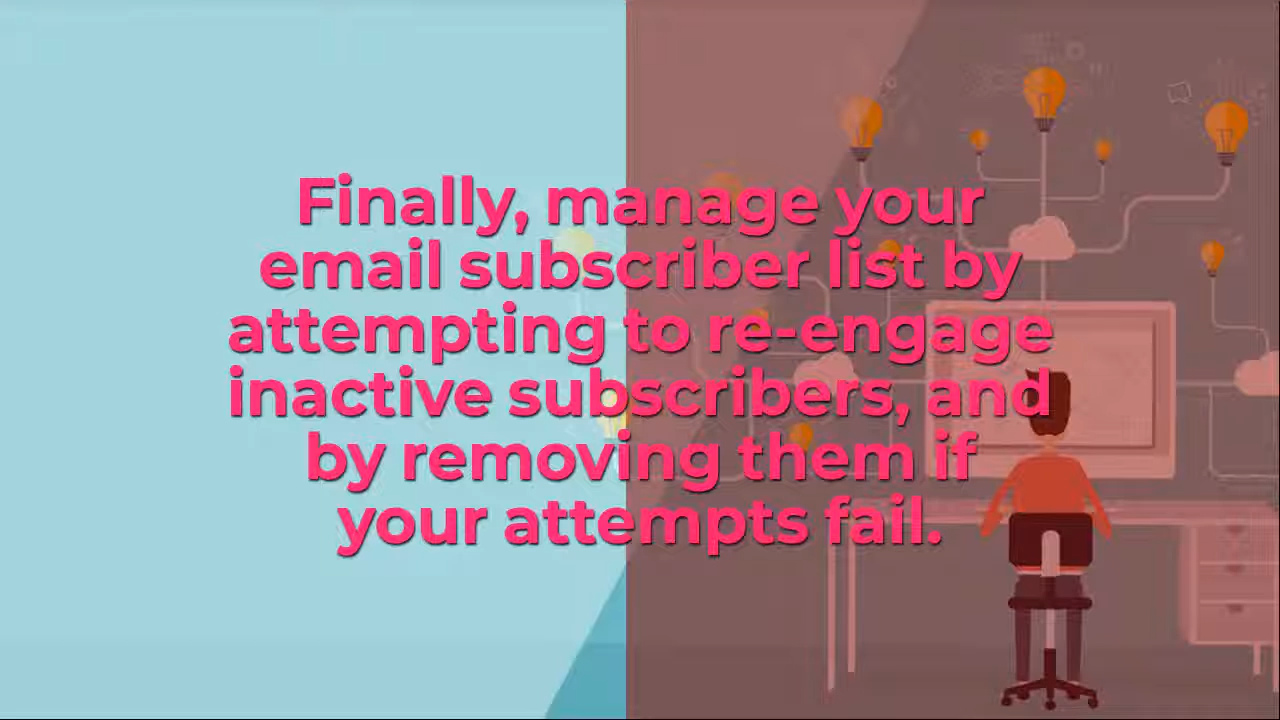 Finally, manage your
email subscriber list by
attempting to re-engage
inactive subscribers, and
by removing them if
your attempts fail.